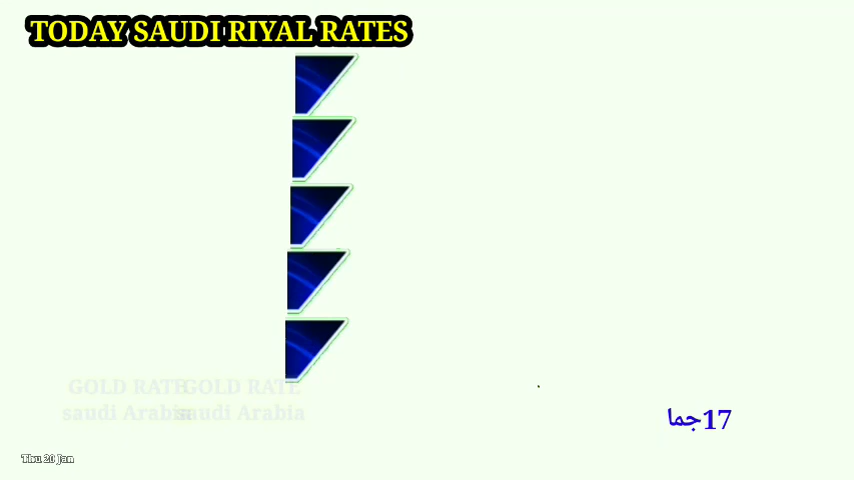 TODAY SAUDI RIYAL RATES
GOLD RATE GOLD RATE
saudi Arabia saudi Arabia
17جما
Thu 20 Jan